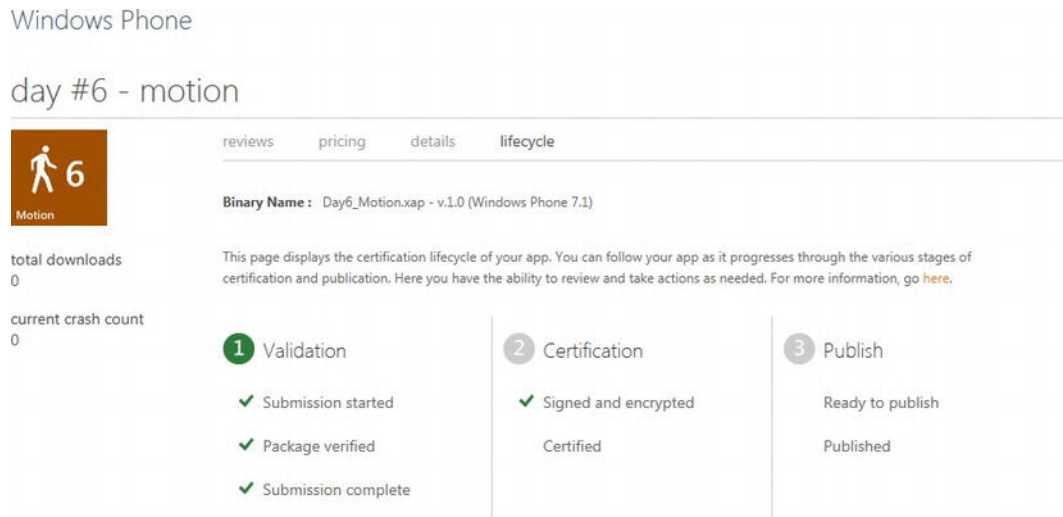 Windows Phone
day #6 - motion
6
Motion
total downloads
0
current crash count
0
reviews pricing details lifecycle
Binary Name : Day6_Motion.xap - v.1.0 (Windows Phone 7.1)
This page displays the certification lifecycle of your app. You can follow your app as it progresses through the various stages of
certification and publication. Here you have the ability to review and take actions as needed. For more information, go here.
1 Validation
Submission started
Package verified
Submission complete
2 Certification
Signed and encrypted
Certified
3 Publish
Ready to publish
Published